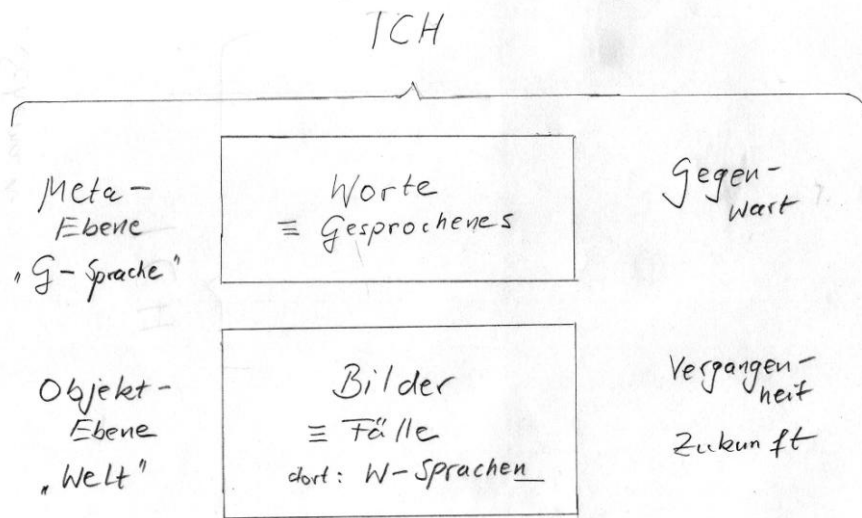 ICH
Meta-
Ebene
„G-Sprache"
Worte
≡ Gesprochenes
Gegen-
wart
Objekt-
Ebene
„Welt"
Bilder
≡ Fälle
dort: W-Sprachen
Vergangen-
heit
Zukunft